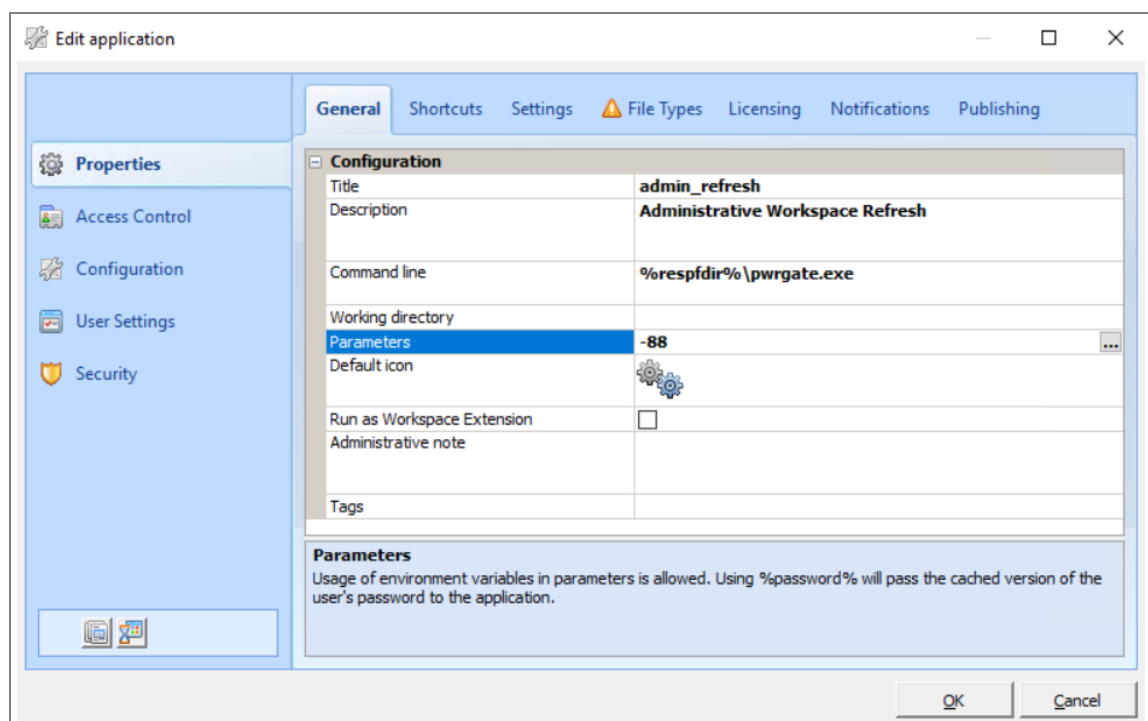 Edit application
General Shortcuts Settings File Types Licensing Notifications Publishing
Properties
Access Control
Configuration
User Settings
Security
Configuration
Title admin_refresh
Description Administrative Workspace Refresh
Command line %respfdir%\pwrgate.exe
Working directory
Parameters -88 ...
Default icon
Run as Workspace Extension
Administrative note
Tags
Parameters
Usage of environment variables in parameters is allowed. Using %password% will pass the cached version of the
user's password to the application.
OK Cancel